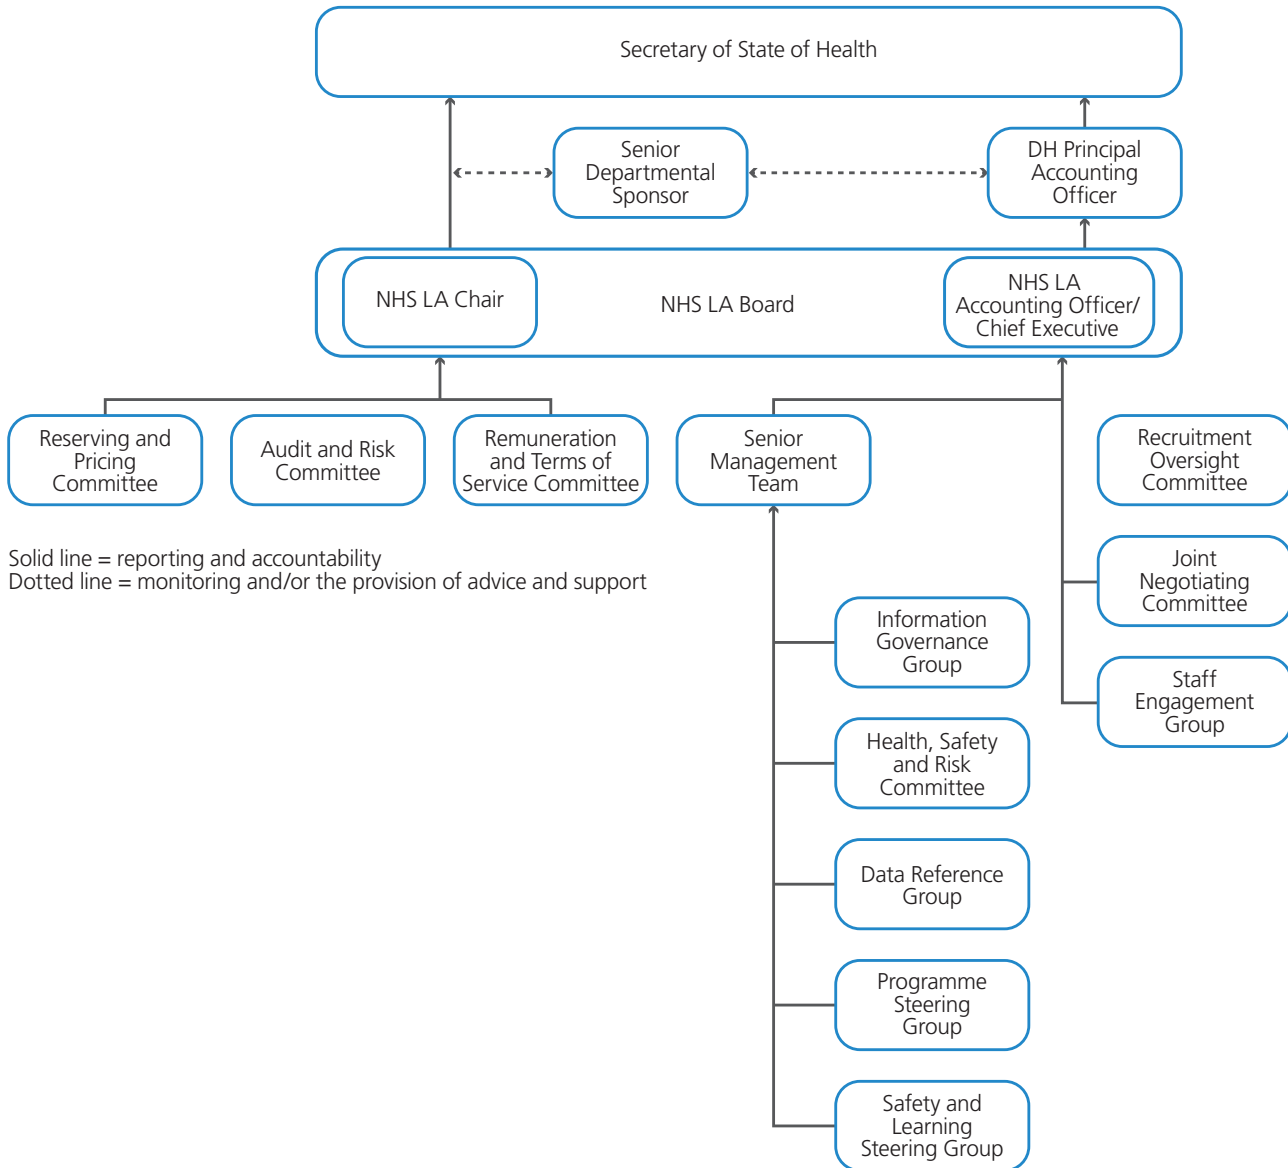 Secretary of State of Health
Senior
Departmental
Sponsor
DH Principal
Accounting
Officer
NHS LA Chair
NHS LA Board
NHS LA
Accounting Officer/
Chief Executive
Reserving and
Pricing
Committee
Audit and Risk
Committee
Remuneration
and Terms of
Service Committee
Senior
Management
Team
Recruitment
Oversight
Committee
Solid line = reporting and accountability
Dotted line = monitoring and/or the provision of advice and support
Joint
Negotiating
Committee
Information
Governance
Group
Staff
Engagement
Group
Health, Safety
and Risk
Committee
Data Reference
Group
Programme
Steering
Group
Safety and
Learning
Steering Group